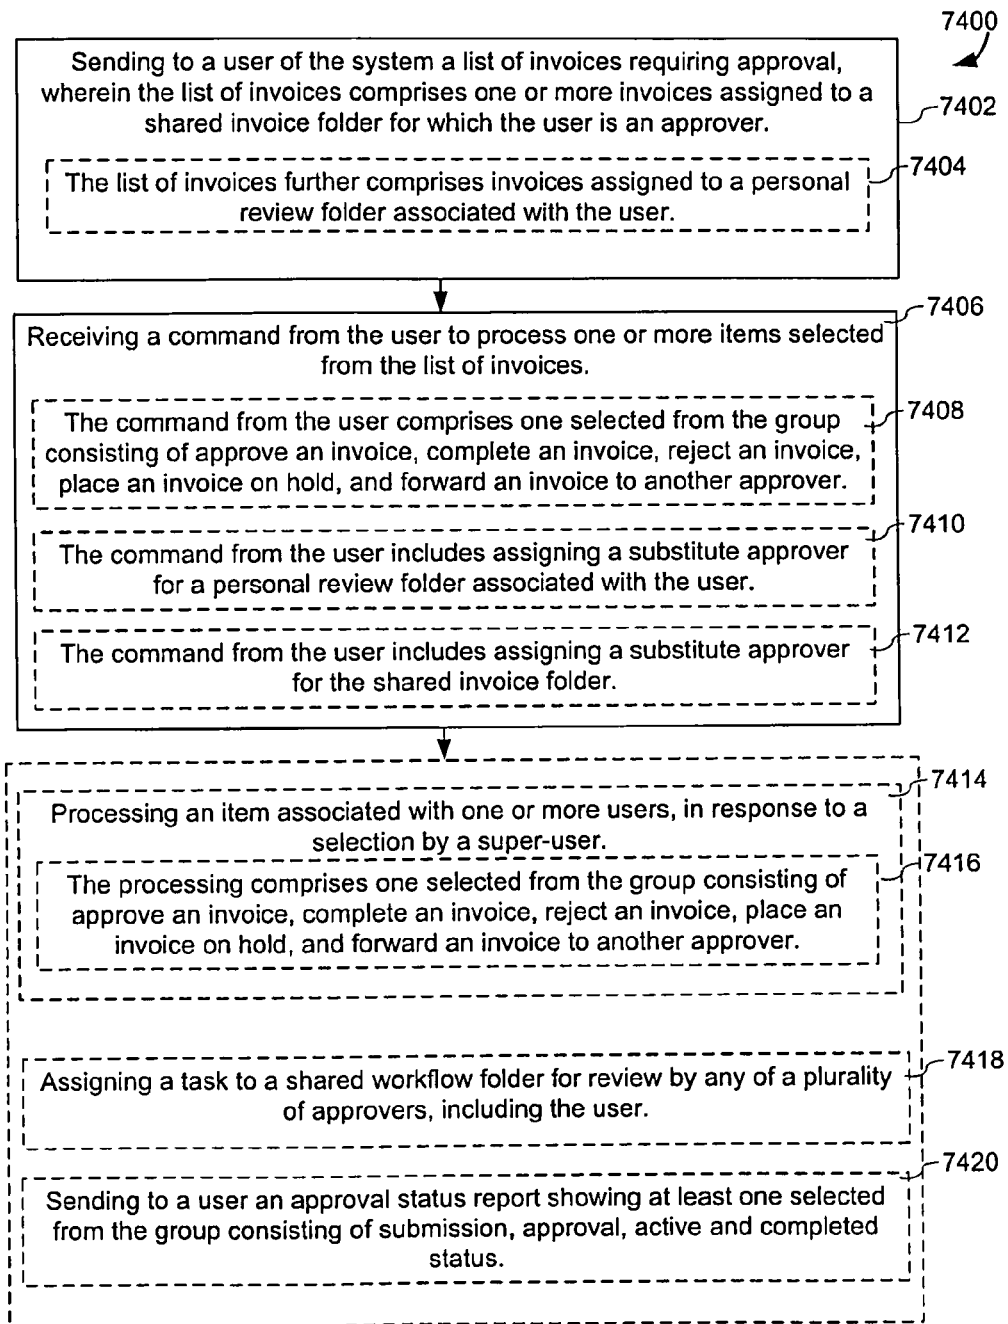 7400
Sending to a user of the system a list of invoices requiring approval,
wherein the list of invoices comprises one or more invoices assigned to a
shared invoice folder for which the user is an approver.
7402
7404
The list of invoices further comprises invoices assigned to a personal
review folder associated with the user.
7406
Receiving a command from the user to process one or more items selected
from the list of invoices.
7408
The command from the user comprises one selected from the group
consisting of approve an invoice, complete an invoice, reject an invoice,
place an invoice on hold, and forward an invoice to another approver.
7410
The command from the user includes assigning a substitute approver
for a personal review folder associated with the user.
7412
The command from the user includes assigning a substitute approver
for the shared invoice folder.
7414
Processing an item associated with one or more users, in response to a
selection by a super-user.
7416
The processing comprises one selected from the group consisting of
approve an invoice, complete an invoice, reject an invoice, place an
invoice on hold, and forward an invoice to another approver.
7418
Assigning a task to a shared workflow folder for review by any of a plurality
of approvers, including the user.
7420
Sending to a user an approval status report showing at least one selected
from the group consisting of submission, approval, active and completed
status.